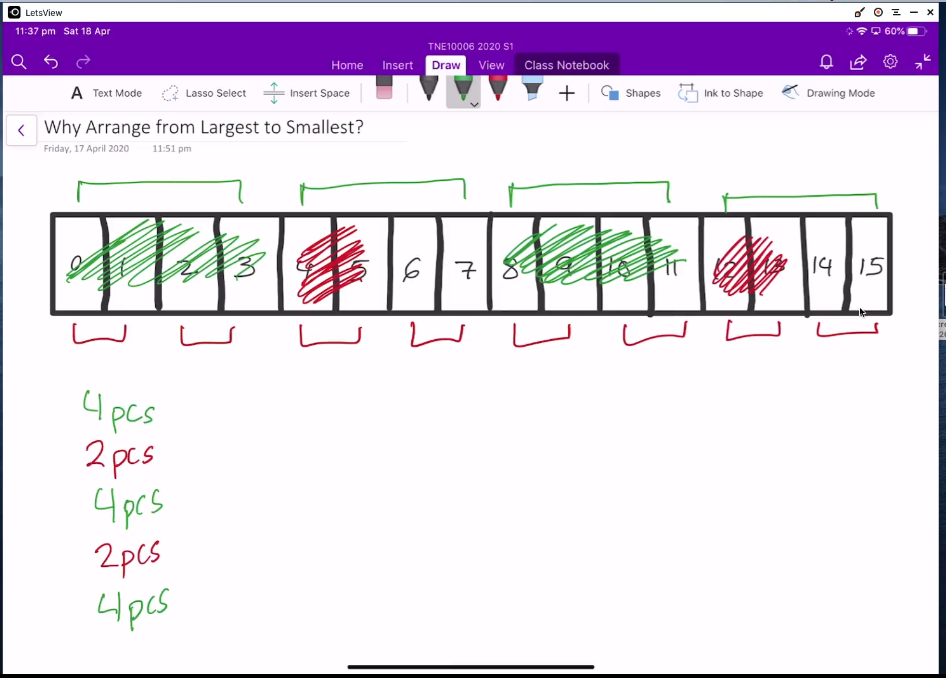 LetsView
11:37 pm Sat 18 Apr 60%
TNE10006 2020 S1
Home Insert Draw View Class Notebook
A Text Mode Lasso Select Insert Space Shapes Ink to Shape Drawing Mode
Why Arrange from Largest to Smallest?
Friday, 17 April 2020 11:51 pm
0 1 2 3 4 5 6 7 8 9 10 11 12 13 14 15
4pcs
2pcs
4pcs
2pcs
4pcs